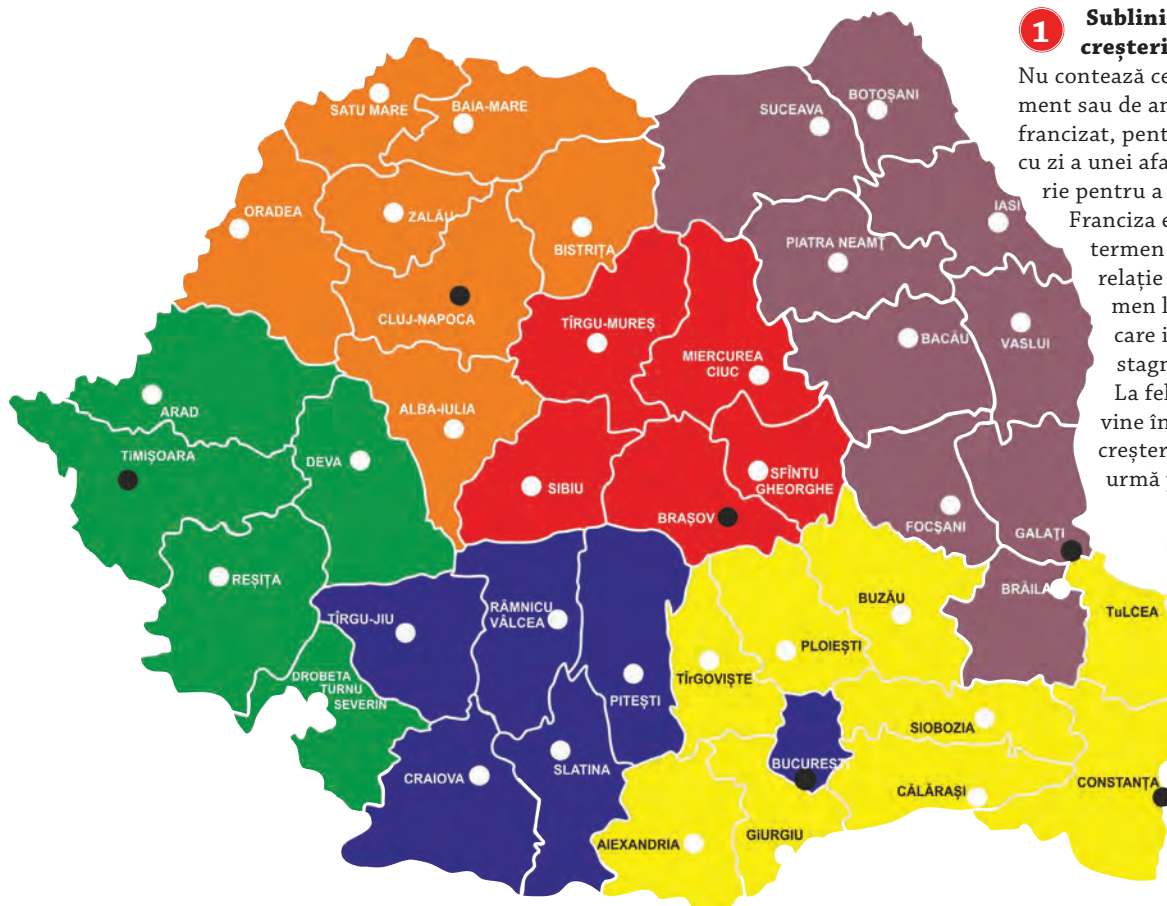 1
Sublini
creșteri
Nu contează ce
ment sau de ar
francizat, pent
cu zi a unei afa
rie pentru a
Franciza e
termen
relație
men l
care i
stagn
La fel
vine în
creșter
urmă
SATU MARE
BAIA-MARE
SUCEAVA
BOTOȘANI
ORADEA
ZALĂU
BISTRIȚA
PIATRA NEAMȚ
IASI
CLUJ-NAPOCA
TÎRGU-MUREȘ
MIERCUREA
CIUC
BACĂU
VASLUI
ARAD
ALBA-IULIA
TiMIȘOARA
DEVA
SIBIU
BRAȘOV
SFÎNTU
GHEORGHE
FOCȘANI
GALAȚI
REȘIȚA
TÎRGU-JIU
RÂMNICU
VÂLCEA
BUZĂU
BRĂILA
TuLCEA
DROBETA
TURNU
SEVERIN
PITEȘTI
TÎrGOVIȘTE
PLOIEȘTI
SIOBOZIA
CRAIOVA
SLATINA
BUCUREȘTI
CĂLĂRAȘI
CONSTANȚA
AlEXANDRIA
GiURGIU